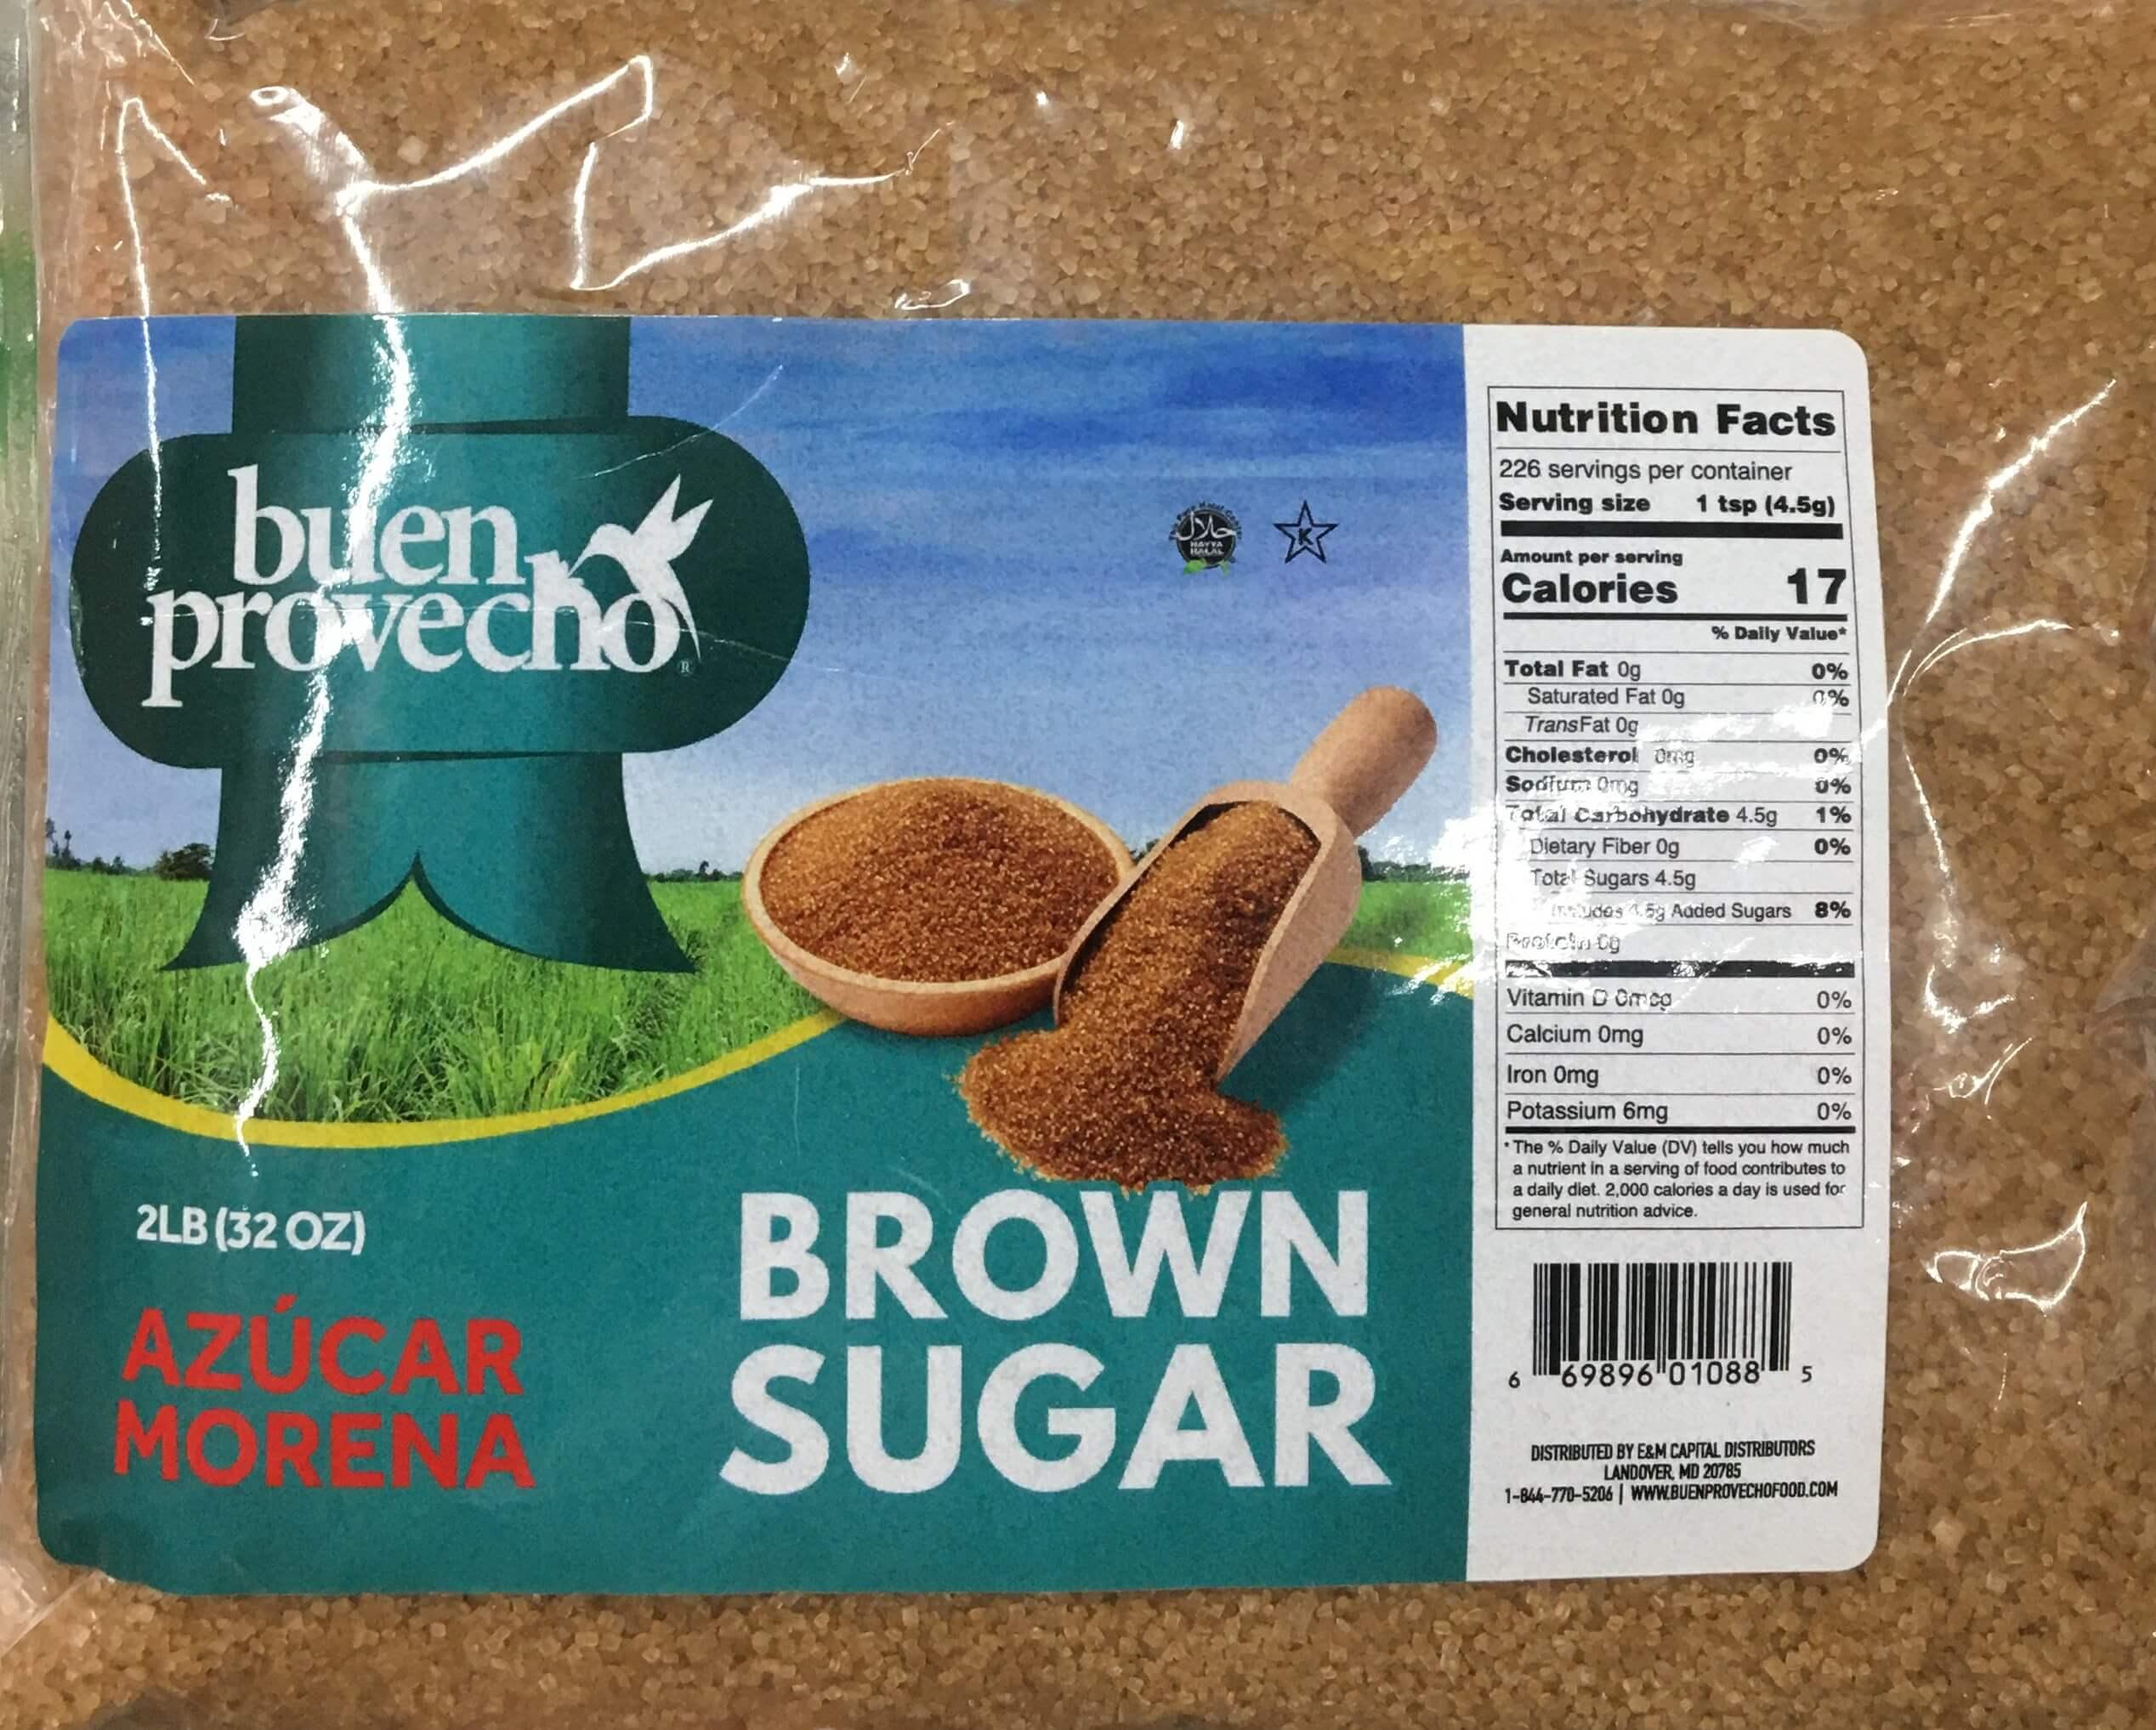 buen
provecho®
حلال
HAYYA
HALAL
K
2LB (32 OZ)
AZÚCAR
MORENA
BROWN
SUGAR
Nutrition Facts
226 servings per container
Serving size 1 tsp (4.5g)
Amount per serving
Calories 17
% Daily Value*
Total Fat 0g 0%
Saturated Fat 0g 0%
Trans Fat 0g
Cholesterol 0mg 0%
Sodium 0mg 0%
Total Carbohydrate 4.5g 1%
Dietary Fiber 0g 0%
Total Sugars 4.5g
Includes 4.5g Added Sugars 8%
Protein 0g
Vitamin D 0mcg 0%
Calcium 0mg 0%
Iron 0mg 0%
Potassium 6mg 0%
* The % Daily Value (DV) tells you how much
a nutrient in a serving of food contributes to
a daily diet. 2,000 calories a day is used for
general nutrition advice.
6 69896 01088 5
DISTRIBUTED BY E&M CAPITAL DISTRIBUTORS
LANDOVER, MD 20785
1-844-770-5206 | WWW.BUENPROVECHOFOOD.COM